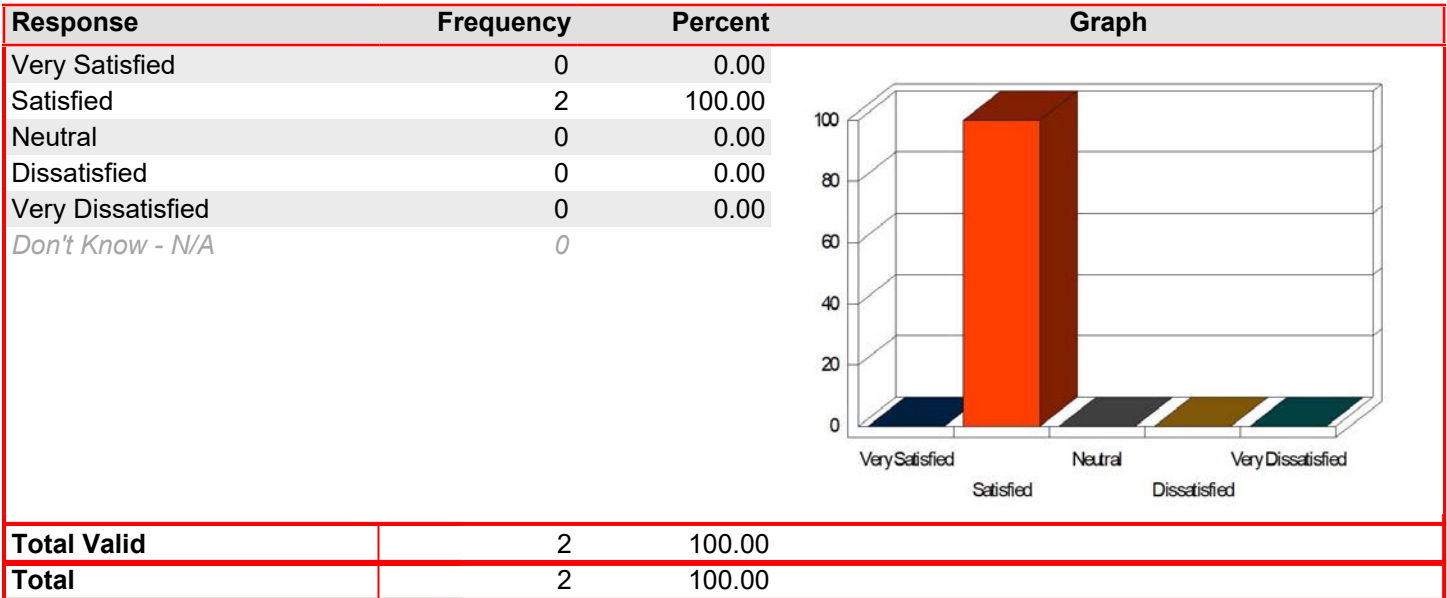 Response Frequency Percent Graph
Very Satisfied 0 0.00
Satisfied 2 100.00
Neutral 0 0.00
Dissatisfied 0 0.00
Very Dissatisfied 0 0.00
Don't Know - N/A 0
100
80
60
40
20
0
Very Satisfied Neutral Very Dissatisfied
Satisfied Dissatisfied
Total Valid 2 100.00
Total 2 100.00